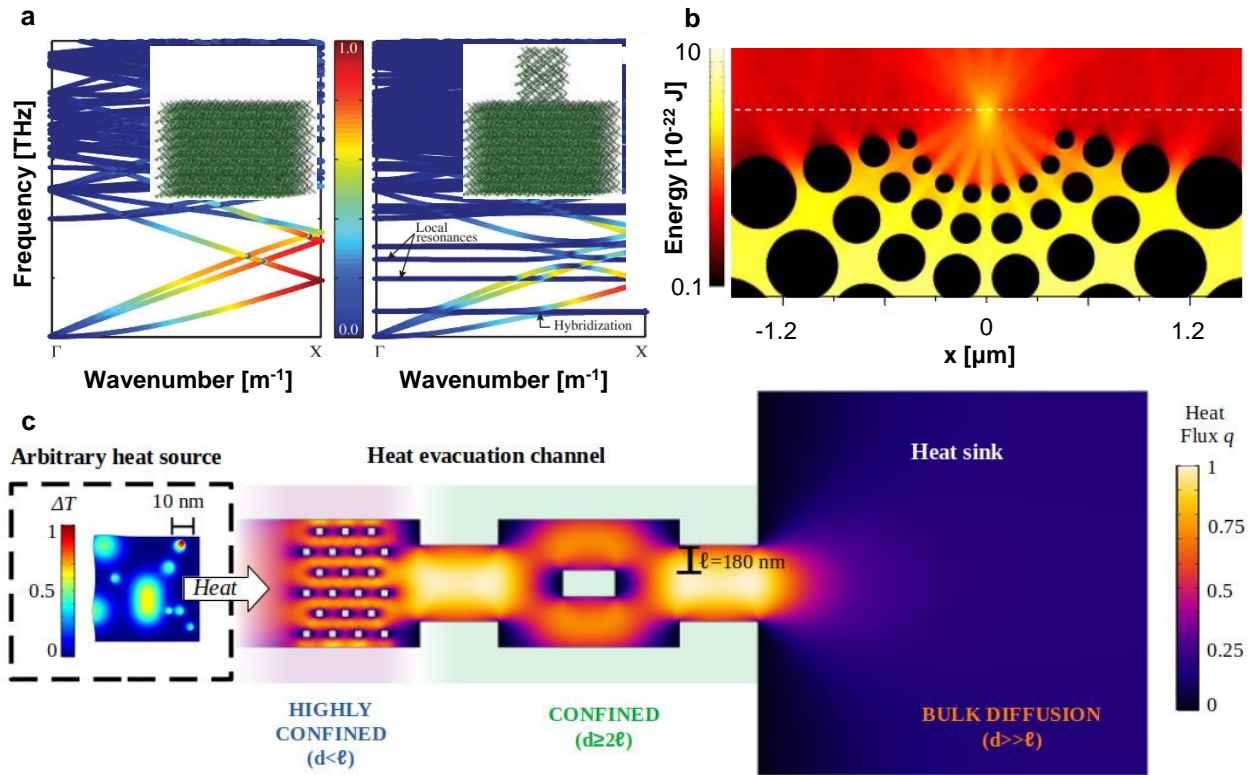 a
Frequency [THz]
1.0
0.0
Local
resonances
Hybridization
Γ
X
Γ
X
Wavenumber [m-1]
Wavenumber [m-1]
b
Energy [10-22 J]
10
0.1
-1.2
0
1.2
x [µm]
c
Arbitrary heat source
ΔT
1
0.5
0
10 nm
Heat
Heat evacuation channel
ℓ=180 nm
Heat sink
HIGHLY
CONFINED
(d<ℓ)
CONFINED
(d≥2ℓ)
BULK DIFFUSION
(d>>ℓ)
Heat
Flux q
1
0.75
0.5
0.25
0